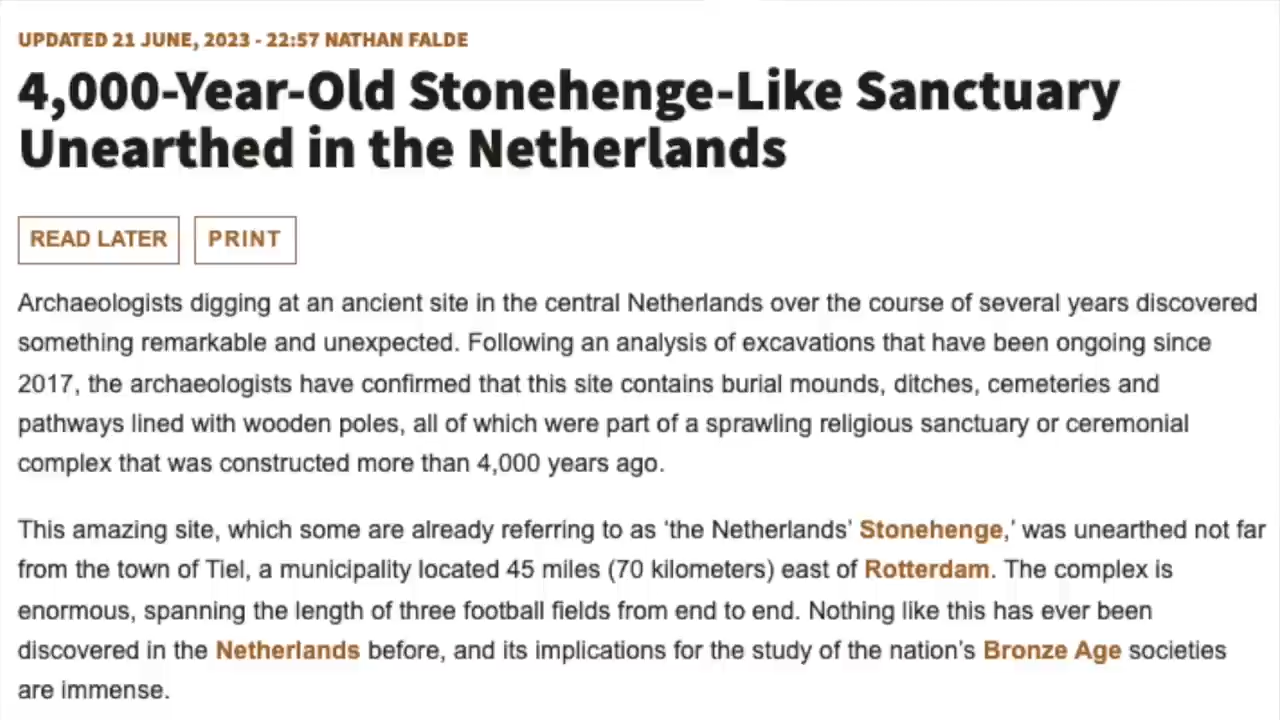 UPDATED 21 JUNE, 2023 - 22:57 NATHAN FALDE
4,000-Year-Old Stonehenge-Like Sanctuary
Unearthed in the Netherlands
READ LATER PRINT
Archaeologists digging at an ancient site in the central Netherlands over the course of several years discovered
something remarkable and unexpected. Following an analysis of excavations that have been ongoing since
2017, the archaeologists have confirmed that this site contains burial mounds, ditches, cemeteries and
pathways lined with wooden poles, all of which were part of a sprawling religious sanctuary or ceremonial
complex that was constructed more than 4,000 years ago.
This amazing site, which some are already referring to as ‘the Netherlands’ Stonehenge,’ was unearthed not far
from the town of Tiel, a municipality located 45 miles (70 kilometers) east of Rotterdam. The complex is
enormous, spanning the length of three football fields from end to end. Nothing like this has ever been
discovered in the Netherlands before, and its implications for the study of the nation’s Bronze Age societies
are immense.